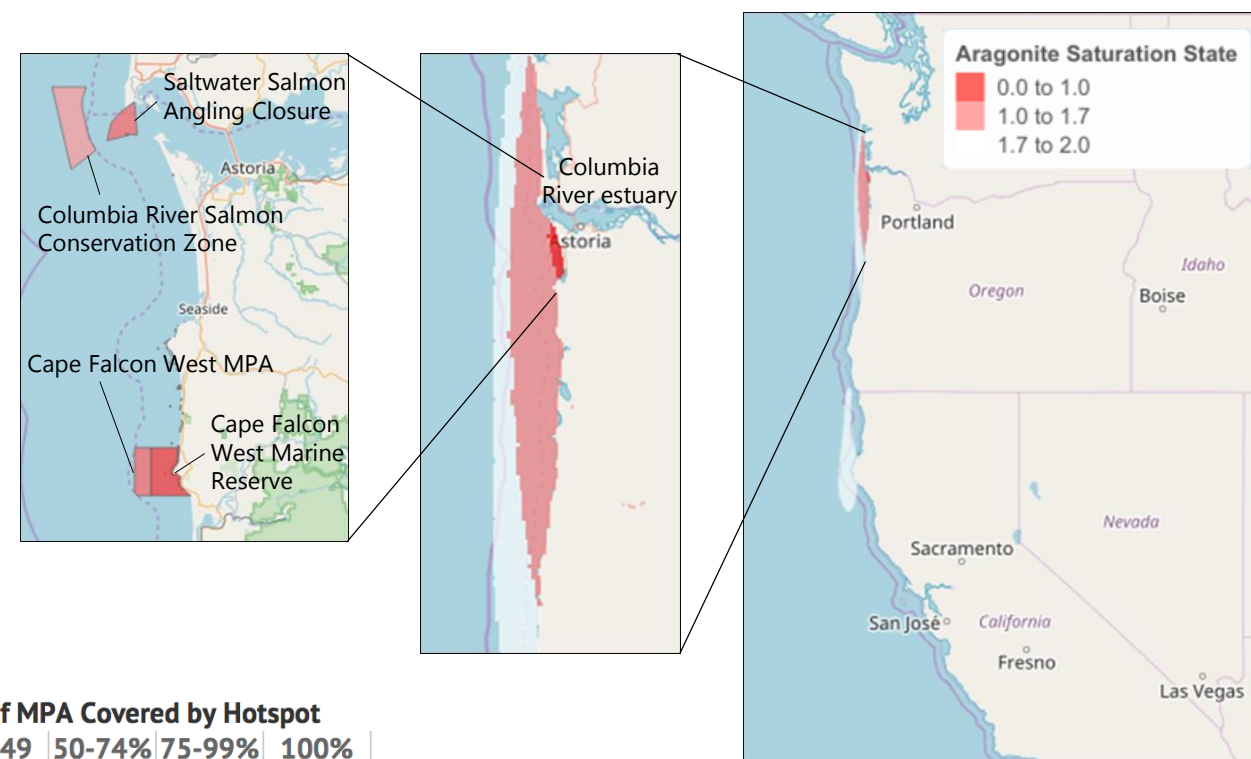 Saltwater Salmon
Angling Closure
Astoria
Columbia River Salmon
Conservation Zone
Seaside
Cape Falcon West MPA
Cape Falcon
West Marine
Reserve
Columbia
River estuary
Astoria
Aragonite Saturation State
0.0 to 1.0
1.0 to 1.7
1.7 to 2.0
Portland
Oregon
Idaho
Boise
Nevada
Sacramento
San José
California
Fresno
Las Vegas
f MPA Covered by Hotspot
49 50-74% 75-99% 100%